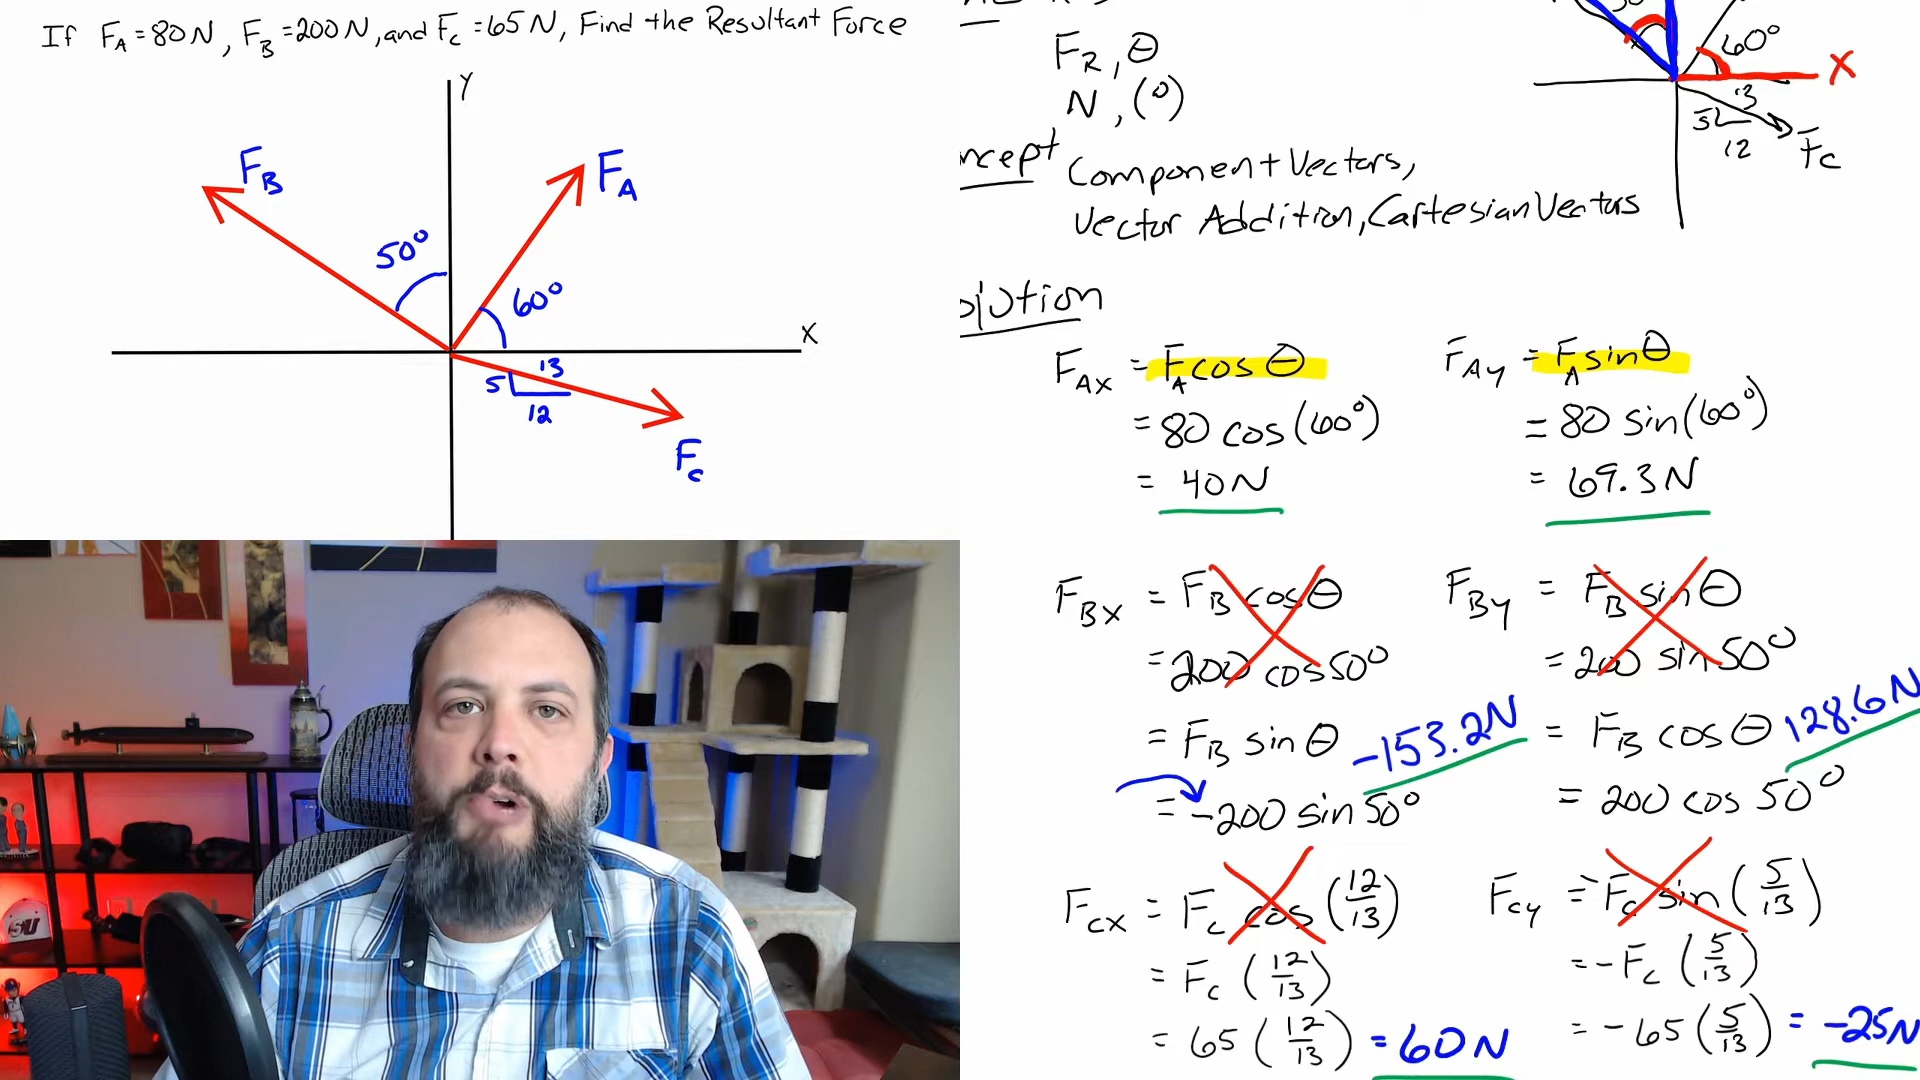 If F_A = 80N, F_B = 200N, and F_C = 65N, Find the Resultant Force
Y
F_B
F_A
50°
60°
X
13
5
12
F_C
F_R, θ
N, (°)
60°
X
13
5
12
F_C
Component Vectors,
Vector Addition, Cartesian Vectors
F_Ax = F_A cos θ
= 80 cos(60°)
= 40N
F_Ay = F_A sin θ
= 80 sin(60°)
= 69.3N
F_Bx = F_B cos θ
= 200 cos 50°
= F_B sin θ -153.2N
= -200 sin 50°
F_By = F_B sin θ
= 200 sin 50°
= F_B cos θ 128.6N
= 200 cos 50°
F_Cx = F_C cos (12/13)
= F_C (12/13)
= 65 (12/13) = 60N
F_Cy = -F_C sin (5/13)
= -F_C (5/13)
= -65 (5/13) = -25N
SU